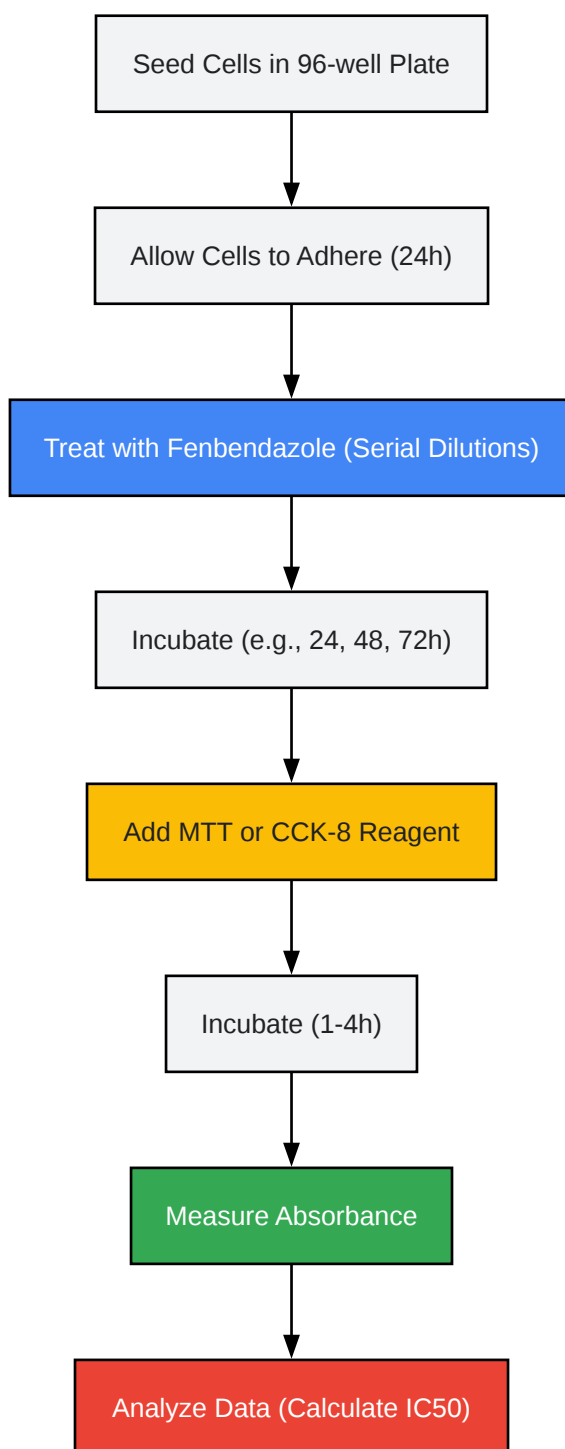 Seed Cells in 96-well Plate
Allow Cells to Adhere (24h)
Treat with Fenbendazole (Serial Dilutions)
Incubate (e.g., 24, 48, 72h)
Add MTT or CCK-8 Reagent
Incubate (1-4h)
Measure Absorbance
Analyze Data (Calculate IC50)